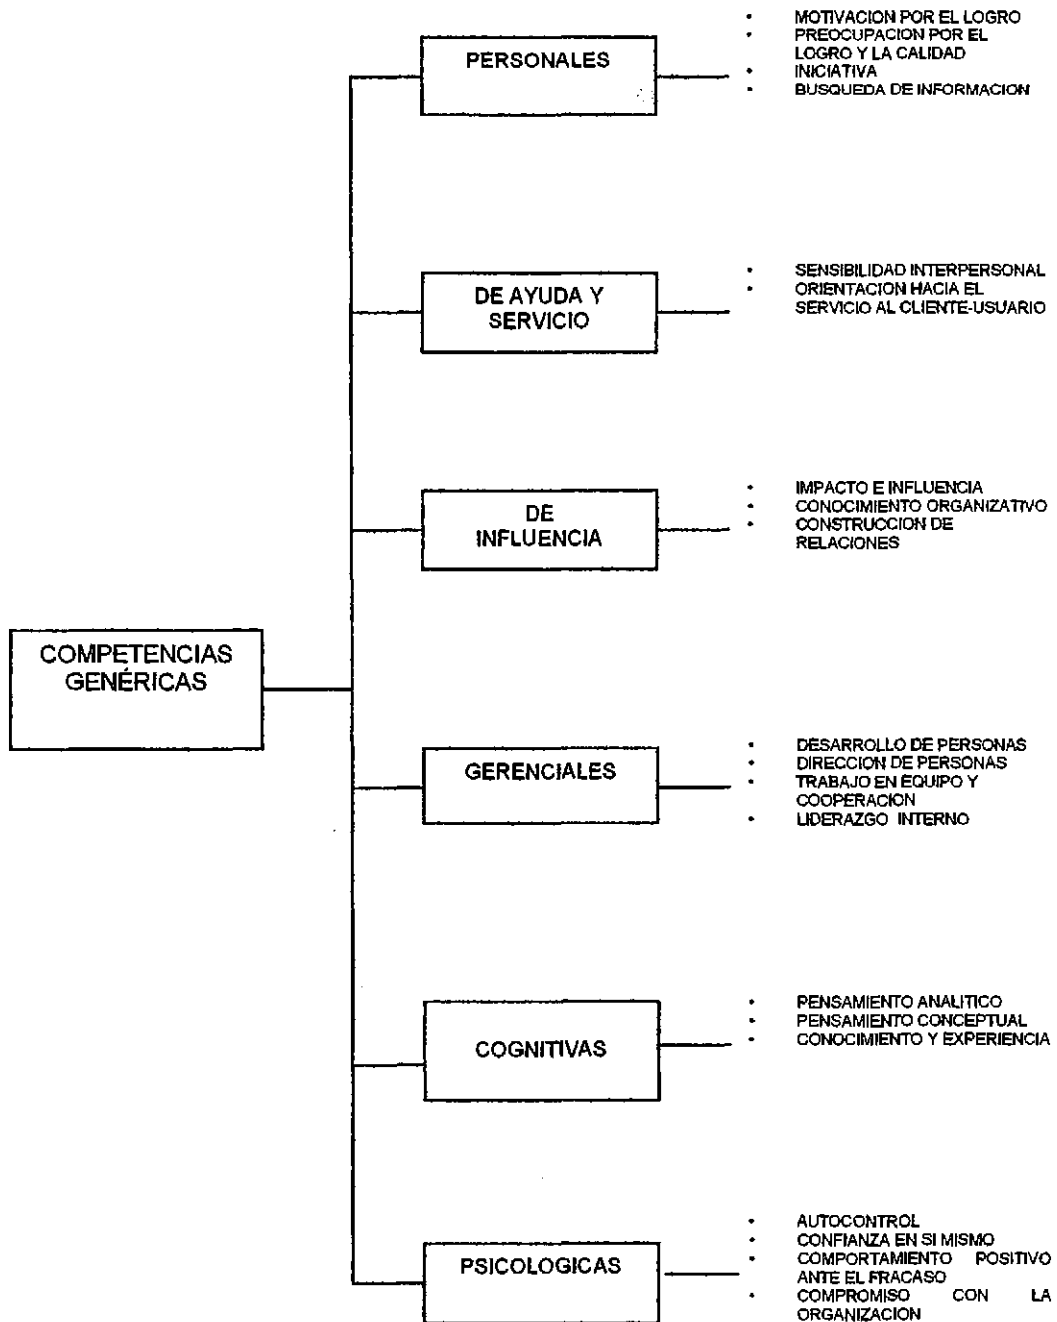 PERSONALES
• MOTIVACION POR EL LOGRO
• PREOCUPACION POR EL
LOGRO Y LA CALIDAD
• INICIATIVA
• BUSQUEDA DE INFORMACION
DE AYUDA Y
SERVICIO
• SENSIBILIDAD INTERPERSONAL
• ORIENTACION HACIA EL
SERVICIO AL CLIENTE-USUARIO
DE
INFLUENCIA
• IMPACTO E INFLUENCIA
• CONOCIMIENTO ORGANIZATIVO
• CONSTRUCCION DE
RELACIONES
COMPETENCIAS
GENÉRICAS
GERENCIALES
• DESARROLLO DE PERSONAS
• DIRECCION DE PERSONAS
• TRABAJO EN EQUIPO Y
COOPERACION
• LIDERAZGO INTERNO
COGNITIVAS
• PENSAMIENTO ANALITICO
• PENSAMIENTO CONCEPTUAL
• CONOCIMIENTO Y EXPERIENCIA
PSICOLOGICAS
• AUTOCONTROL
• CONFIANZA EN SI MISMO
• COMPORTAMIENTO POSITIVO
ANTE EL FRACASO
• COMPROMISO CON LA
ORGANIZACION